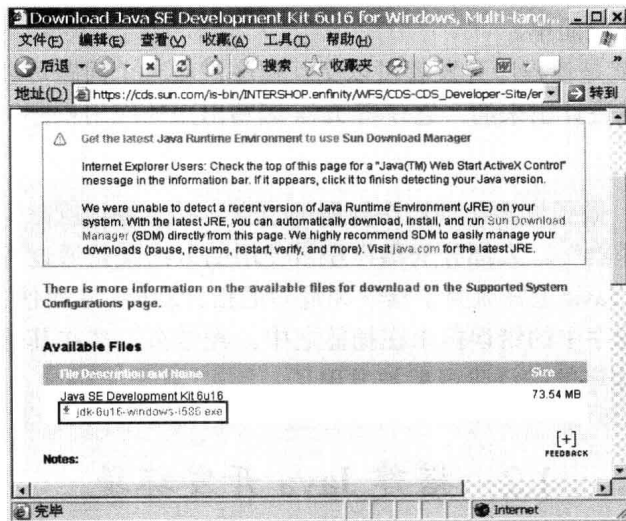 Download Java SE Development Kit 6u16 for Windows, Multi-lang...
文件(F) 编辑(E) 查看(V) 收藏(A) 工具(T) 帮助(H)
后退 搜索 收藏夹 »
地址(D) https://cds.sun.com/is-bin/INTERSHOP.enfinity/WFS/CDS-CDS_Developer-Site/er 转到
Get the latest Java Runtime Environment to use Sun Download Manager
Internet Explorer Users: Check the top of this page for a "Java(TM) Web Start ActiveX Control"
message in the information bar. If it appears, click it to finish detecting your Java version.
We were unable to detect a recent version of Java Runtime Environment (JRE) on your
system. With the latest JRE, you can automatically download, install, and run Sun Download
Manager (SDM) directly from this page. We highly recommend SDM to easily manage your
downloads (pause, resume, restart, verify, and more). Visit java.com for the latest JRE.
There is more information on the available files for download on the Supported System
Configurations page.
Available Files
File Description and Name Size
Java SE Development Kit 6u16 73.54 MB
jdk-6u16-windows-i586.exe
[+]
FEEDBACK
Notes:
完毕 Internet